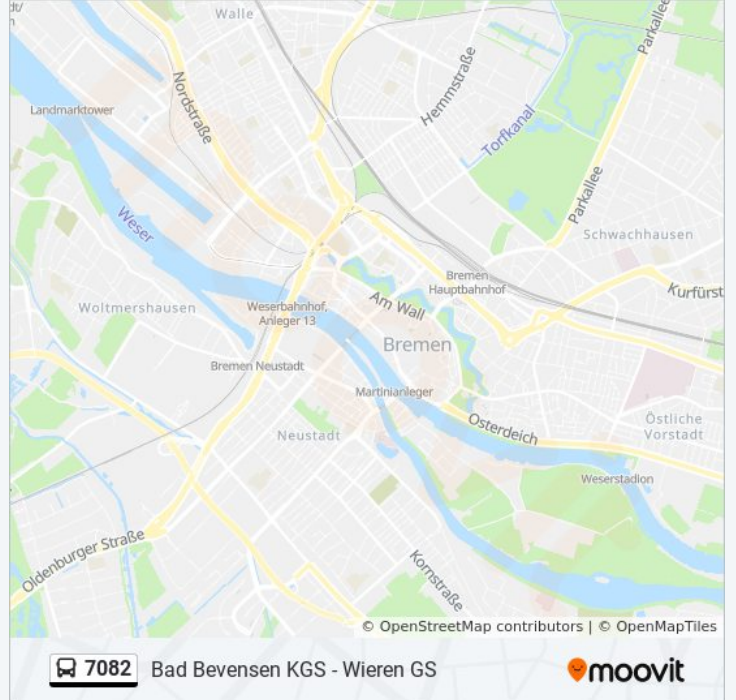 Walle
Parkallee
Nordstraße
Hemmstraße
Landmarktower
Torfkanal
Parkallee
Weser
Schwachhausen
Bremen
Hauptbahnhof
Kurfürst
Woltmershausen
Weserbahnhof,
Anleger 13
Am Wall
Bremen
Bremen Neustadt
Martinianleger
Osterdeich
Östliche
Vorstadt
Neustadt
Weserstadion
Oldenburger Straße
Kornstraße
© OpenStreetMap contributors | © OpenMapTiles
7082 Bad Bevensen KGS - Wieren GS
moovit